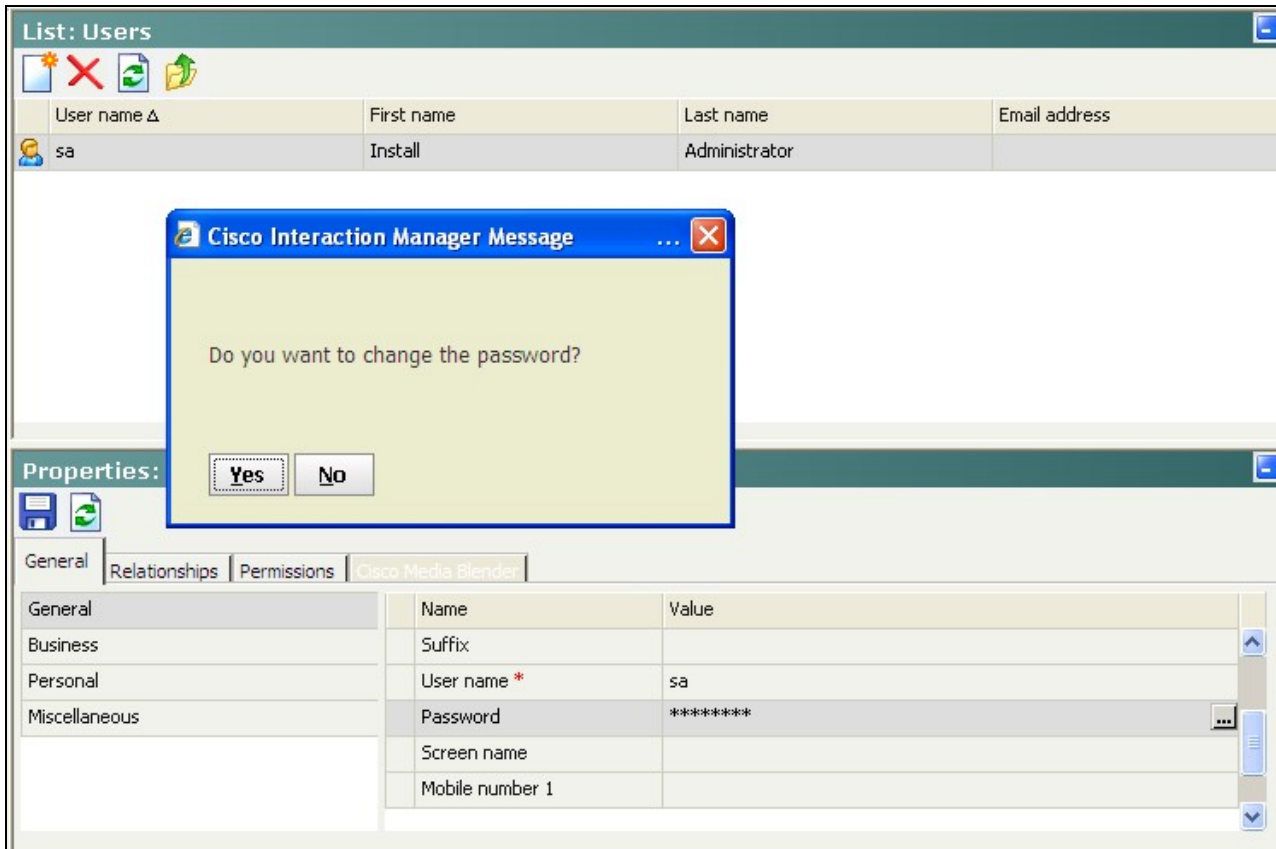 List: Users
User name Δ First name Last name Email address
sa Install Administrator
Cisco Interaction Manager Message ...
Do you want to change the password?
Yes No
Properties:
General Relationships Permissions Cisco Media Blender
General Name Value
Business Suffix
Personal User name * sa
Miscellaneous Password ******** ...
Screen name
Mobile number 1